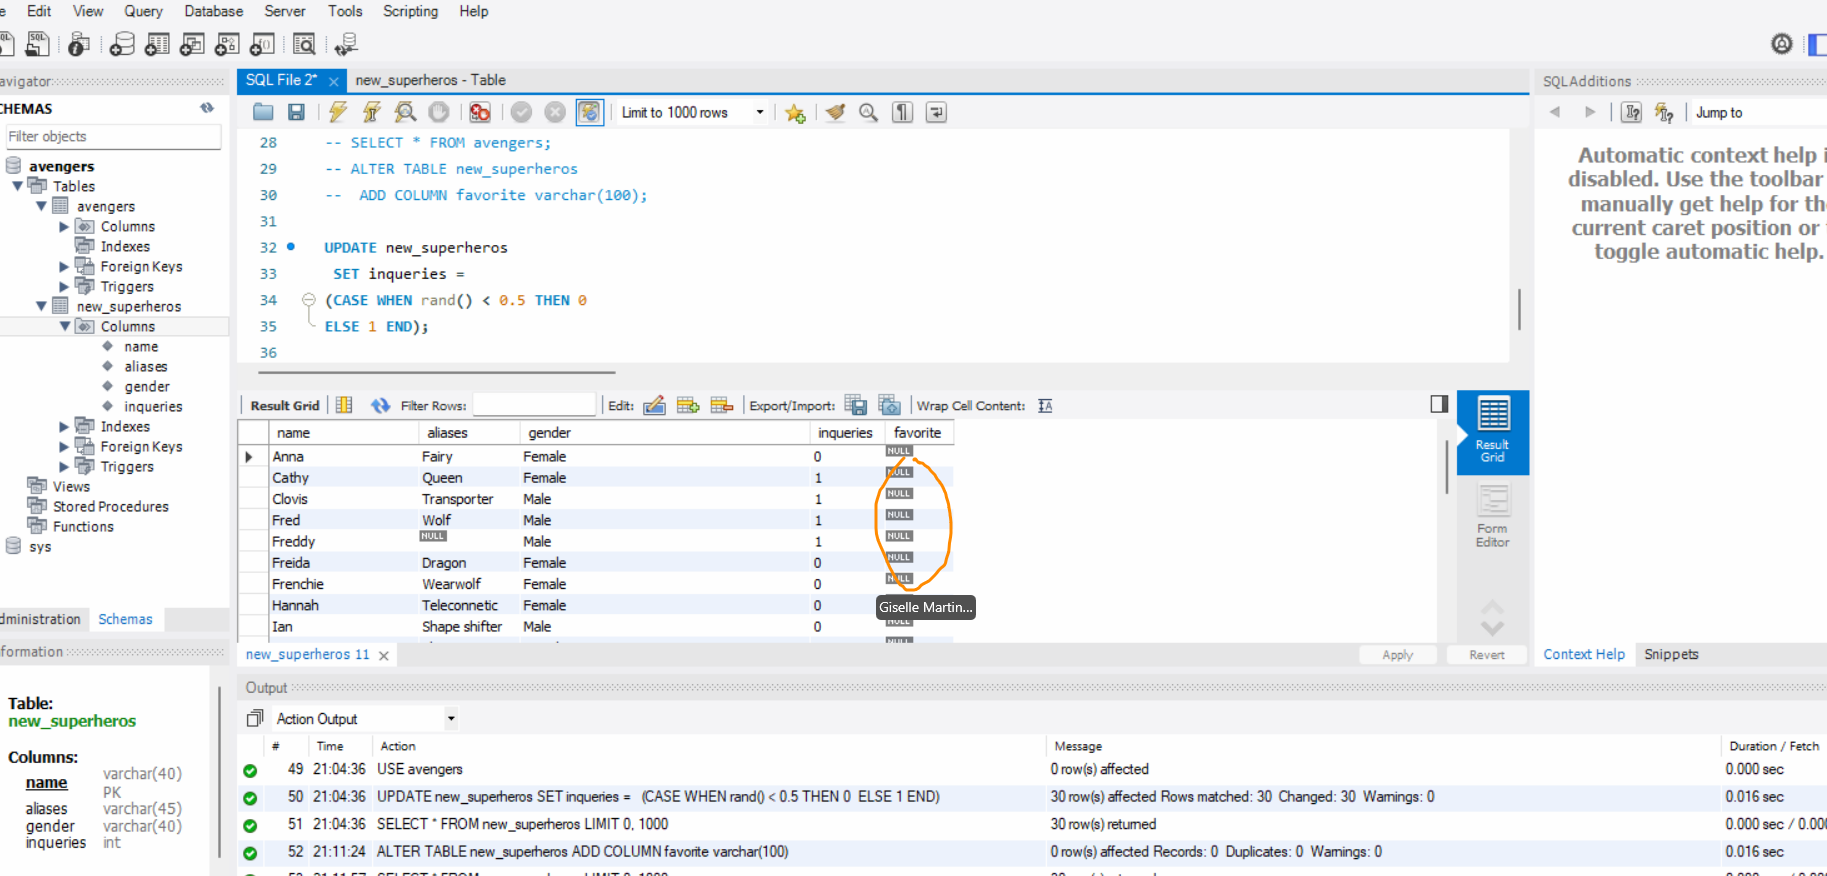 Edit View Query Database Server Tools Scripting Help
SQL File 2* new_superheros - Table
SQLAdditions
SCHEMAS
Limit to 1000 rows
Jump to
Filter objects
avengers
Tables
avengers
Columns
Indexes
Foreign Keys
Triggers
new_superheros
Columns
name
aliases
gender
inqueries
Indexes
Foreign Keys
Triggers
Views
Stored Procedures
Functions
sys
28 -- SELECT * FROM avengers;
29 -- ALTER TABLE new_superheros
30 -- ADD COLUMN favorite varchar(100);
31
32 UPDATE new_superheros
33 SET inqueries =
34 (CASE WHEN rand() < 0.5 THEN 0
35 ELSE 1 END);
36
Automatic context help i
disabled. Use the toolbar
manually get help for the
current caret position or
toggle automatic help.
Result Grid Filter Rows: Edit: Export/Import: Wrap Cell Content:
name aliases gender inqueries favorite
Anna Fairy Female 0 NULL
Cathy Queen Female 1 NULL
Clovis Transporter Male 1 NULL
Fred Wolf Male 1 NULL
Freddy NULL Male 1 NULL
Freida Dragon Female 0 NULL
Frenchie Wearwolf Female 0 NULL
Hannah Teleconnetic Female 0
Ian Shape shifter Male 0 NULL
NULL
Giselle Martin...
Result
Grid
Form
Editor
Administration Schemas
new_superheros 11
Apply Revert
Context Help Snippets
Information
Table:
new_superheros
Columns:
name varchar(40)
PK
aliases varchar(45)
gender varchar(40)
inqueries int
Output
Action Output
# Time Action Message Duration / Fetch
49 21:04:36 USE avengers 0 row(s) affected 0.000 sec
50 21:04:36 UPDATE new_superheros SET inqueries = (CASE WHEN rand() < 0.5 THEN 0 ELSE 1 END) 30 row(s) affected Rows matched: 30 Changed: 30 Warnings: 0 0.016 sec
51 21:04:36 SELECT * FROM new_superheros LIMIT 0, 1000 30 row(s) returned 0.000 sec / 0.000
52 21:11:24 ALTER TABLE new_superheros ADD COLUMN favorite varchar(100) 0 row(s) affected Records: 0 Duplicates: 0 Warnings: 0 0.016 sec